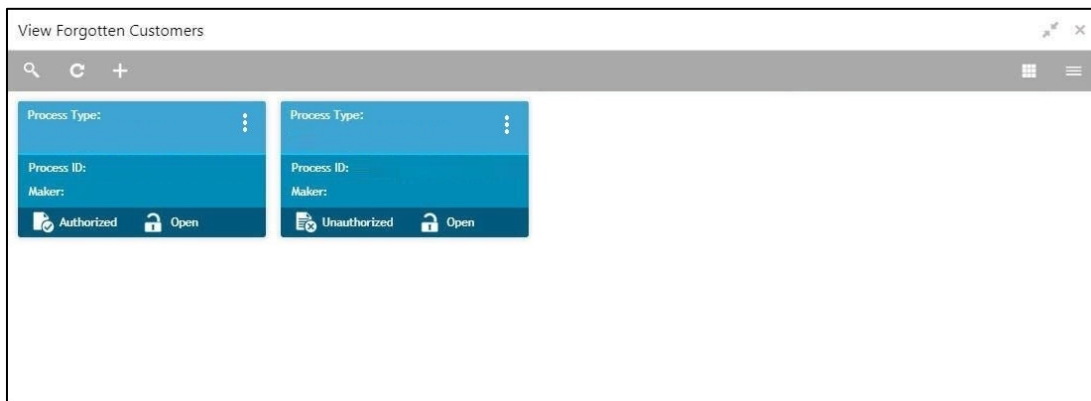 View Forgotten Customers
Process Type:
Process ID:
Maker:
Authorized Open
Process Type:
Process ID:
Maker:
Unauthorized Open